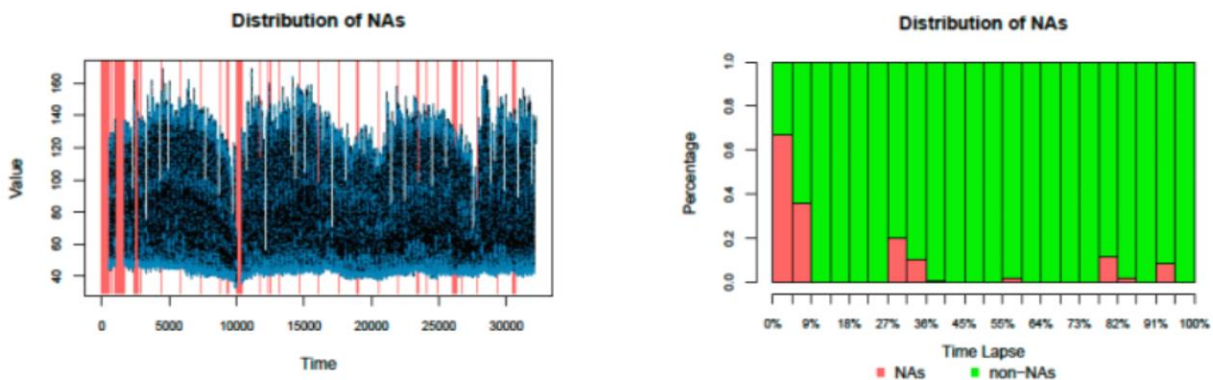 Distribution of NAs
Value
40 60 80 100 120 140 160
0 5000 10000 15000 20000 25000 30000
Time
Distribution of NAs
Percentage
0.0 0.2 0.4 0.6 0.8 1.0
0% 9% 18% 27% 36% 45% 55% 64% 73% 82% 91% 100%
Time Lapse
NAs non-NAs